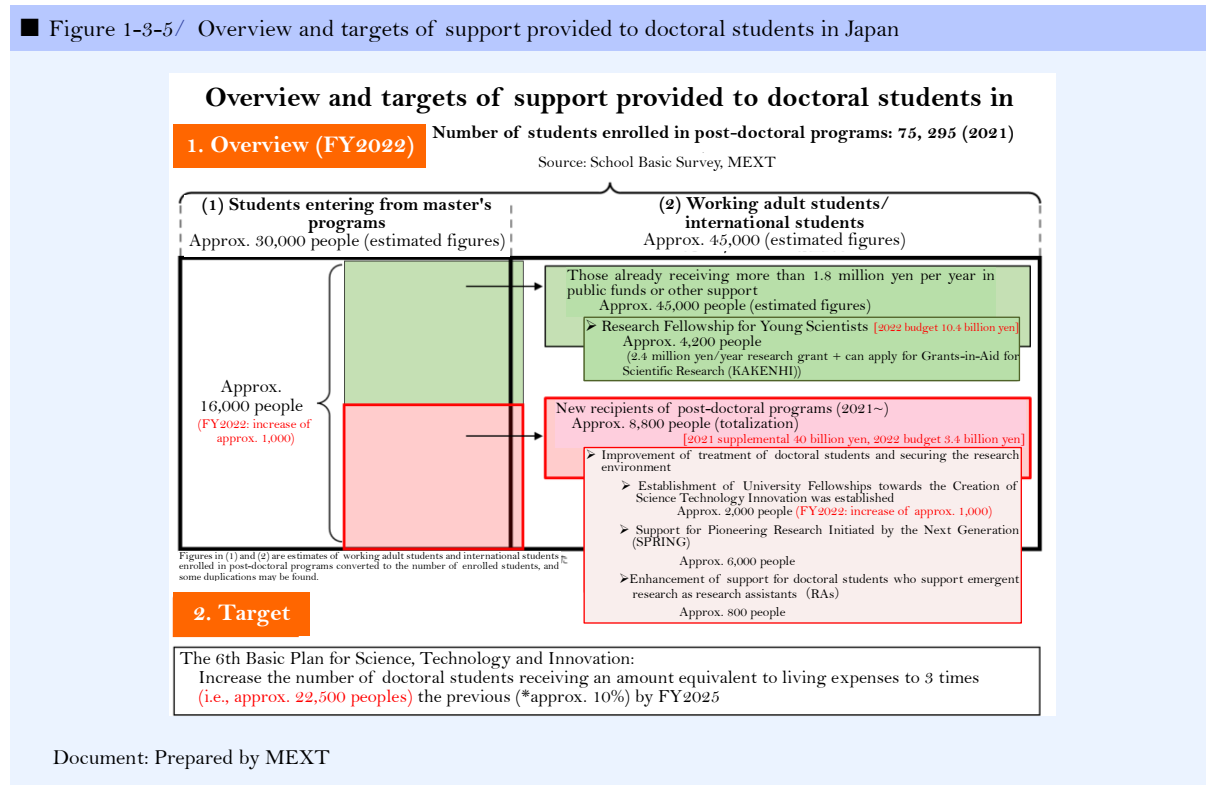 ■ Figure 1-3-5/ Overview and targets of support provided to doctoral students in Japan
Overview and targets of support provided to doctoral students in
1. Overview (FY2022)
Number of students enrolled in post-doctoral programs: 75, 295 (2021)
Source: School Basic Survey, MEXT
(1) Students entering from master's
programs
Approx. 30,000 people (estimated figures)
(2) Working adult students/
international students
Approx. 45,000 (estimated figures)
Approx.
16,000 people
(FY2022: increase of
approx. 1,000)
Those already receiving more than 1.8 million yen per year in
public funds or other support
Approx. 45,000 people (estimated figures)
➢ Research Fellowship for Young Scientists [2022 budget 10.4 billion yen]
Approx. 4,200 people
(2.4 million yen/year research grant + can apply for Grants-in-Aid for
Scientific Research (KAKENHI))
New recipients of post-doctoral programs (2021~)
Approx. 8,800 people (totalization)
[2021 supplemental 40 billion yen, 2022 budget 3.4 billion yen]
➢ Improvement of treatment of doctoral students and securing the research
environment
➢ Establishment of University Fellowships towards the Creation of
Science Technology Innovation was established
Approx. 2,000 people (FY2022: increase of approx. 1,000)
➢ Support for Pioneering Research Initiated by the Next Generation
(SPRING)
Approx. 6,000 people
➢Enhancement of support for doctoral students who support emergent
research as research assistants (RAs)
Approx. 800 people
Figures in (1) and (2) are estimates of working adult students and international students
enrolled in post-doctoral programs converted to the number of enrolled students, and
some duplications may be found.
2. Target
The 6th Basic Plan for Science, Technology and Innovation:
Increase the number of doctoral students receiving an amount equivalent to living expenses to 3 times
(i.e., approx. 22,500 peoples) the previous (*approx. 10%) by FY2025
Document: Prepared by MEXT